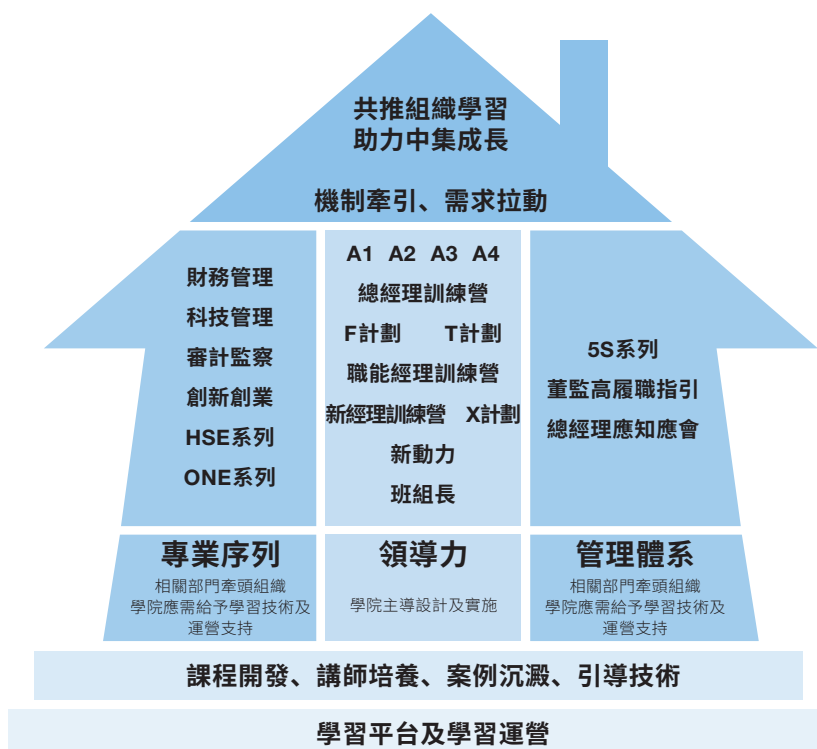 共推組織學習
助力中集成長
機制牽引、需求拉動
財務管理
科技管理
審計監察
創新創業
HSE系列
ONE系列
A1 A2 A3 A4
總經理訓練營
F計劃 T計劃
職能經理訓練營
新經理訓練營 X計劃
新動力
班組長
5S系列
董監高履職指引
總經理應知應會
專業序列
相關部門牽頭組織
學院應需給予學習技術及
運營支持
領導力
學院主導設計及實施
管理體系
相關部門牽頭組織
學院應需給予學習技術及
運營支持
課程開發、講師培養、案例沉澱、引導技術
學習平台及學習運營